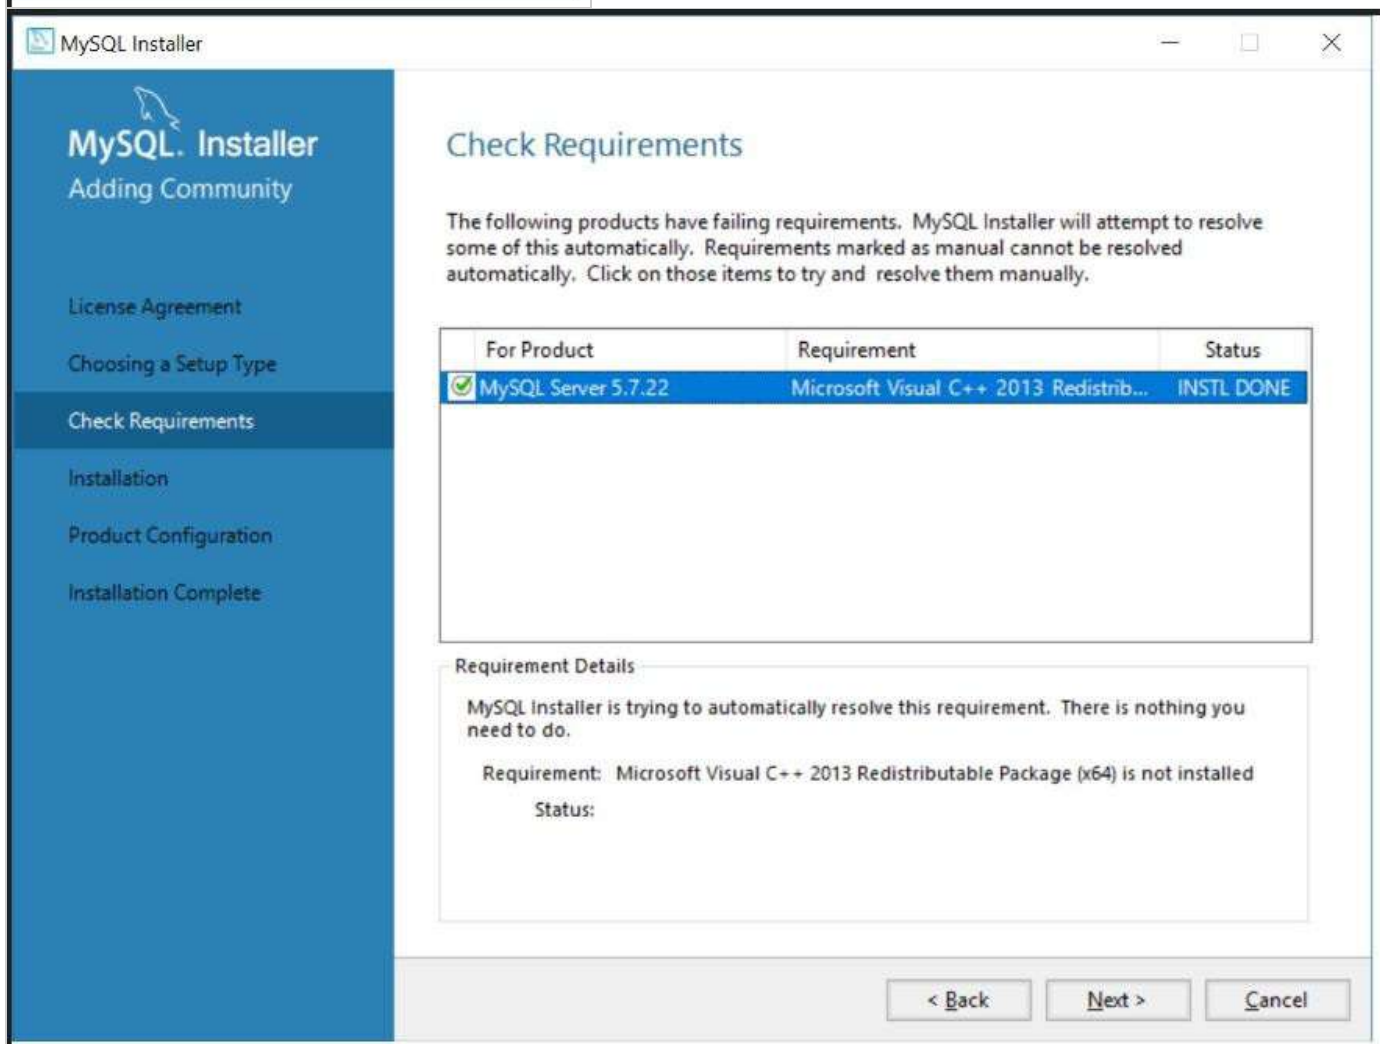 MySQL Installer
MySQL. Installer
Adding Community
License Agreement
Choosing a Setup Type
Check Requirements
Installation
Product Configuration
Installation Complete
Check Requirements
The following products have failing requirements. MySQL Installer will attempt to resolve
some of this automatically. Requirements marked as manual cannot be resolved
automatically. Click on those items to try and resolve them manually.
For Product Requirement Status
MySQL Server 5.7.22 Microsoft Visual C++ 2013 Redistrib... INSTL DONE
Requirement Details
MySQL Installer is trying to automatically resolve this requirement. There is nothing you
need to do.
Requirement: Microsoft Visual C++ 2013 Redistributable Package (x64) is not installed
Status:
< Back Next > Cancel